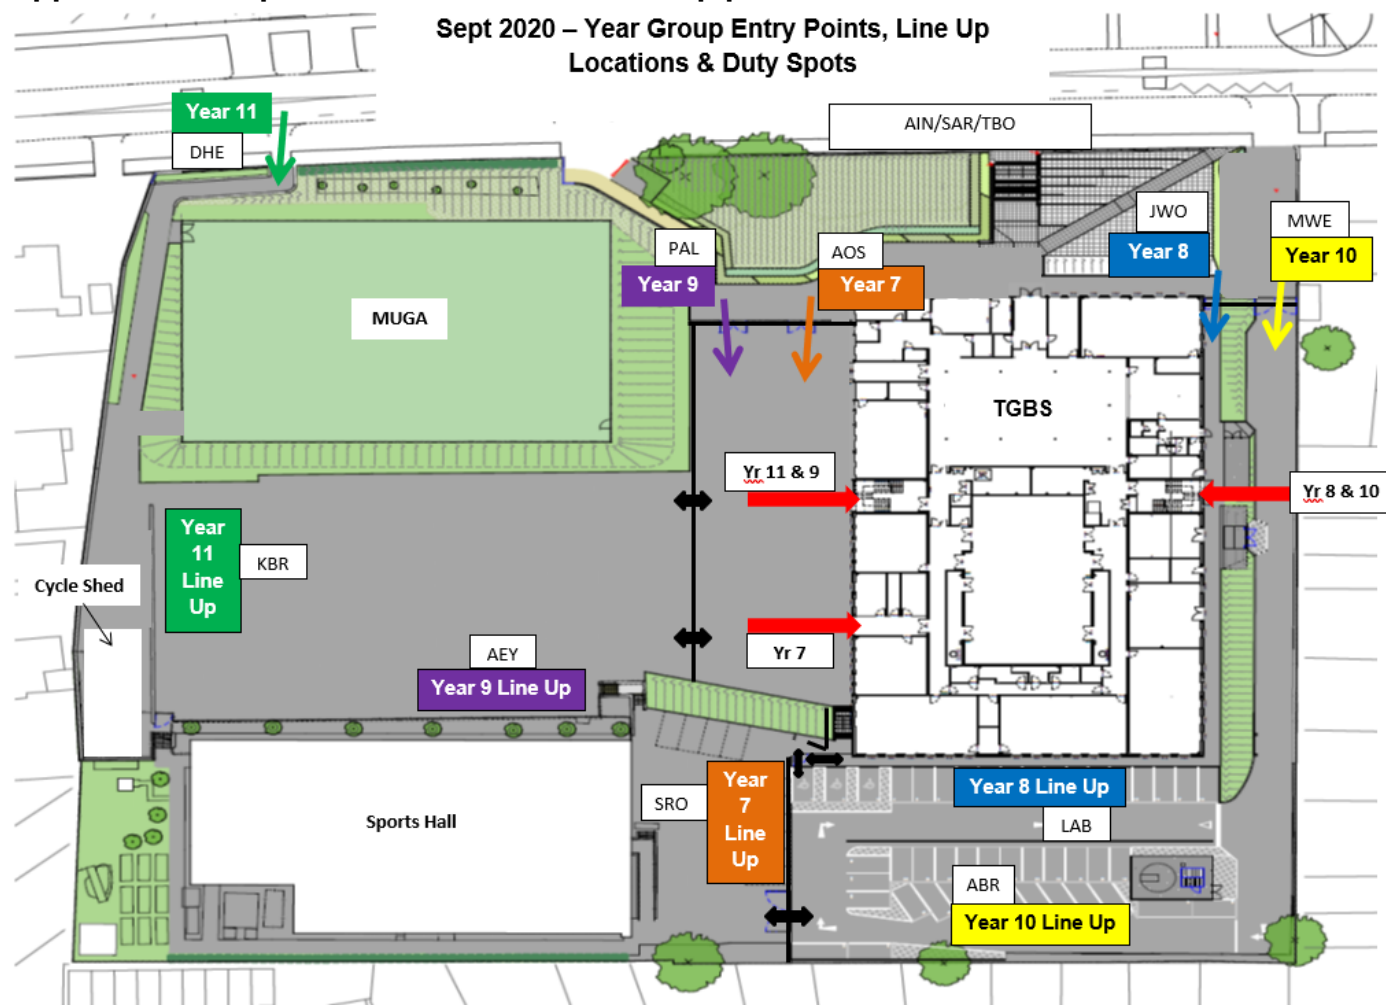 Sept 2020 – Year Group Entry Points, Line Up
Locations & Duty Spots
Year 11
DHE
AIN/SAR/TBO
JWO
Year 8
MWE
Year 10
PAL
Year 9
AOS
Year 7
MUGA
TGBS
Yr 11 & 9
Yr 8 & 10
Year
11
Line
Up
KBR
Cycle Shed
Yr 7
AEY
Year 9 Line Up
Sports Hall
SRO
Year
7
Line
Up
Year 8 Line Up
LAB
ABR
Year 10 Line Up